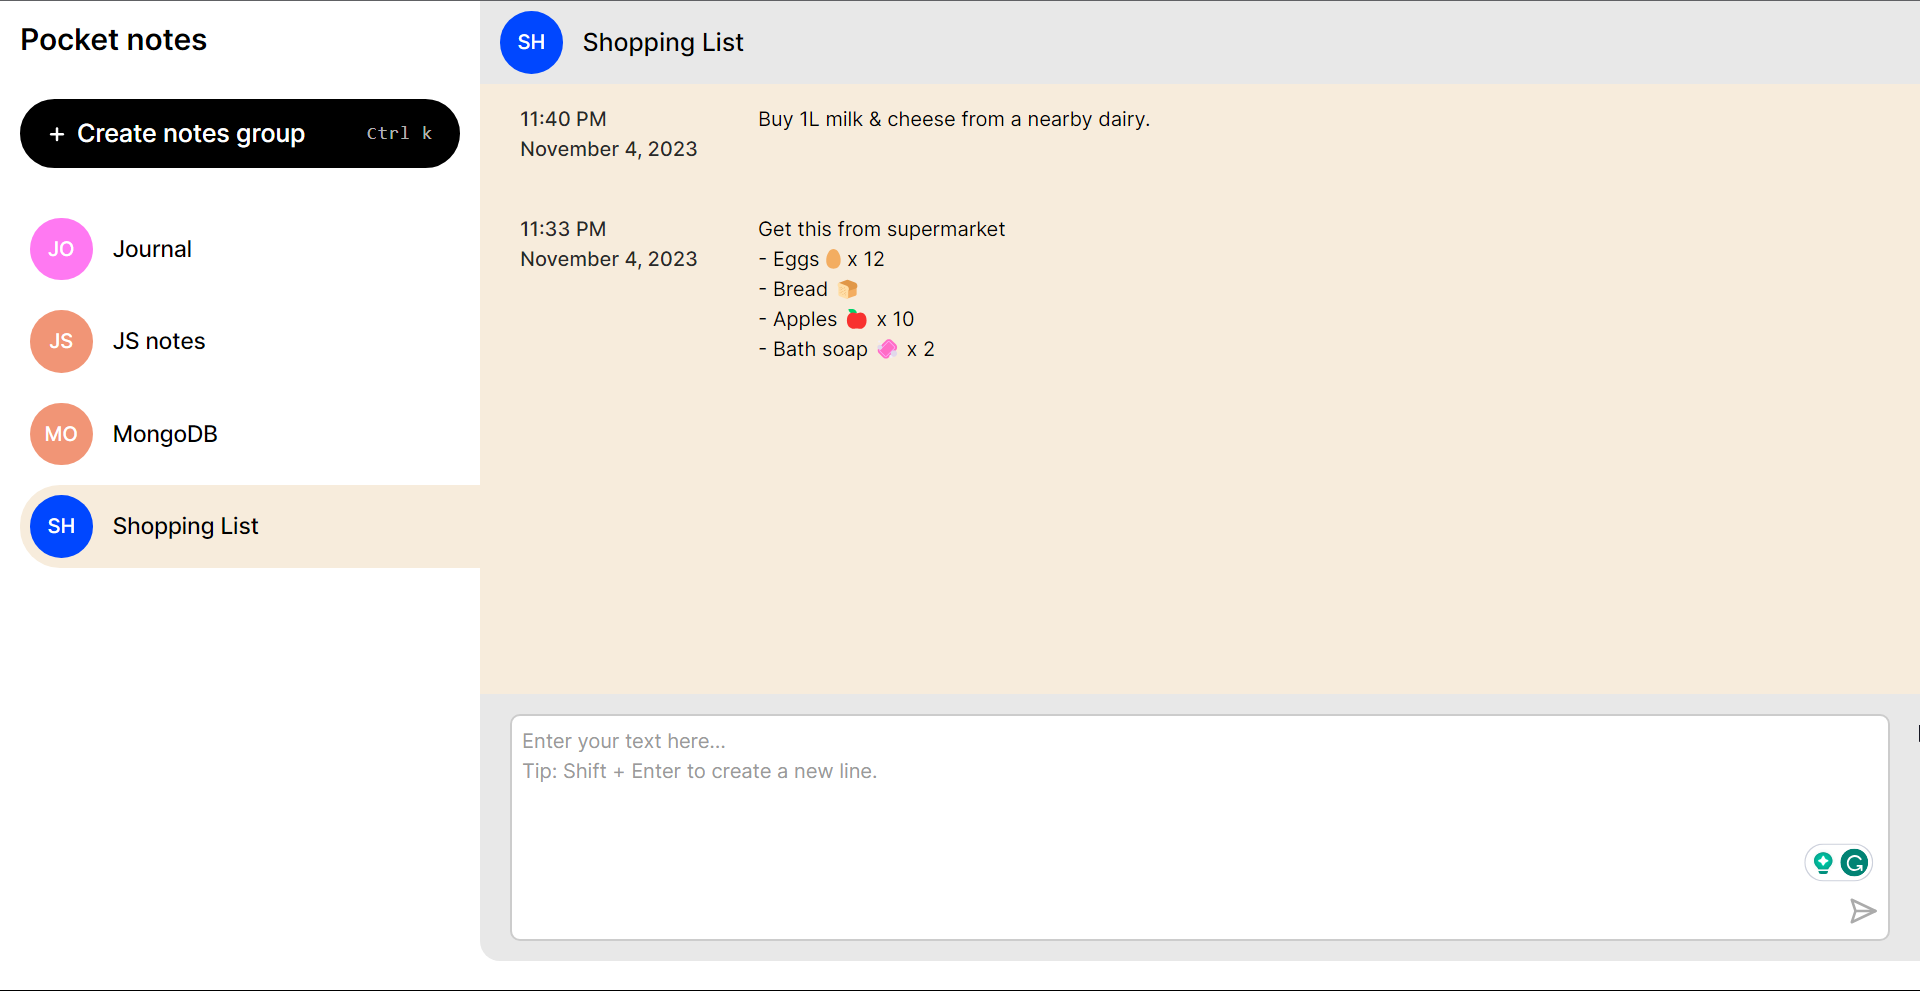 Pocket notes
+ Create notes group Ctrl k
JO Journal
JS JS notes
MO MongoDB
SH Shopping List
SH Shopping List
11:40 PM
November 4, 2023
Buy 1L milk & cheese from a nearby dairy.
11:33 PM
November 4, 2023
Get this from supermarket
- Eggs 🥚 x 12
- Bread 🍞
- Apples 🍎 x 10
- Bath soap 🧼 x 2
Enter your text here...
Tip: Shift + Enter to create a new line.